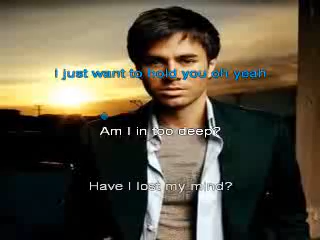 I just want to hold you oh yeah
Am I in too deep?
Have I lost my mind?